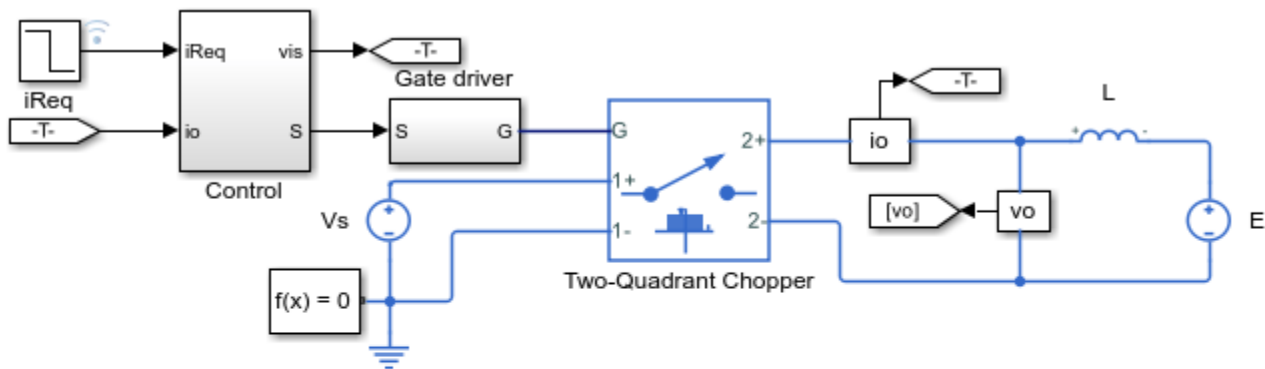 iReq
-T-
iReq
io
vis
S
Control
-T-
Gate driver
S
G
Vs
f(x) = 0
G
1+
1-
2+
2-
Two-Quadrant Chopper
-T-
io
[vo]
vo
L
+
-
+
-
E
+
-